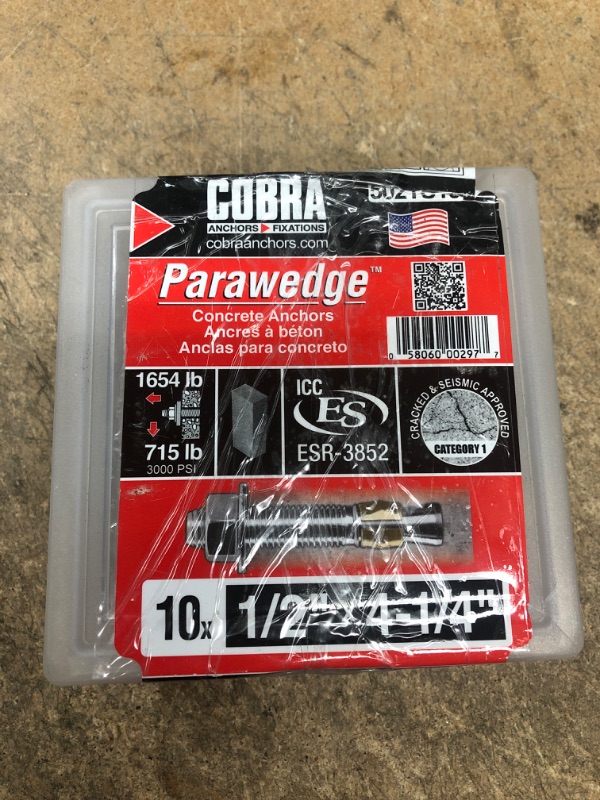 COBRA
ANCHORS FIXATIONS
cobraanchors.com
Parawedge™
Concrete Anchors
Ancres à béton
Anclas para concreto
0 58060 00297 7
1654 lb
715 lb
3000 PSI
ICC
ES
ESR-3852
CRACKED & SEISMIC APPROVED
CATEGORY 1
10x
1/2" x 4-1/4"